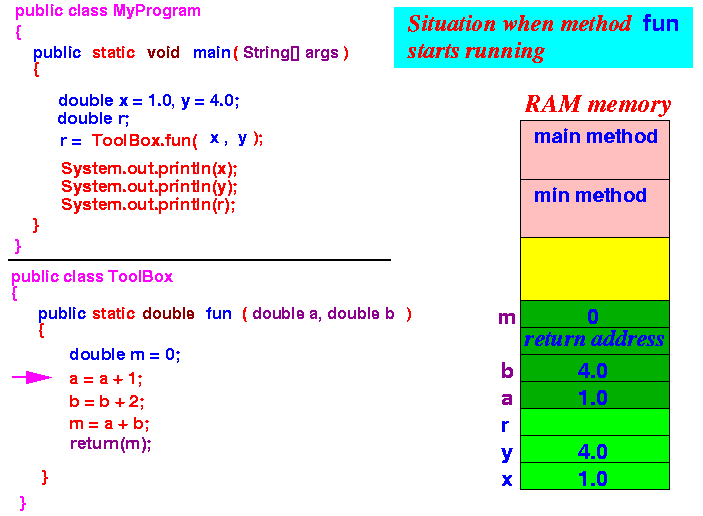 public class MyProgram
{
public static void main ( String[] args )
{
double x = 1.0, y = 4.0;
double r;
r = ToolBox.fun( x , y );
System.out.println(x);
System.out.println(y);
System.out.println(r);
}
}
public class ToolBox
{
public static double fun ( double a, double b )
{
double m = 0;
a = a + 1;
b = b + 2;
m = a + b;
return(m);
}
}
Situation when method fun
starts running
RAM memory
main method
min method
m 0
return address
b 4.0
a 1.0
r
y 4.0
x 1.0